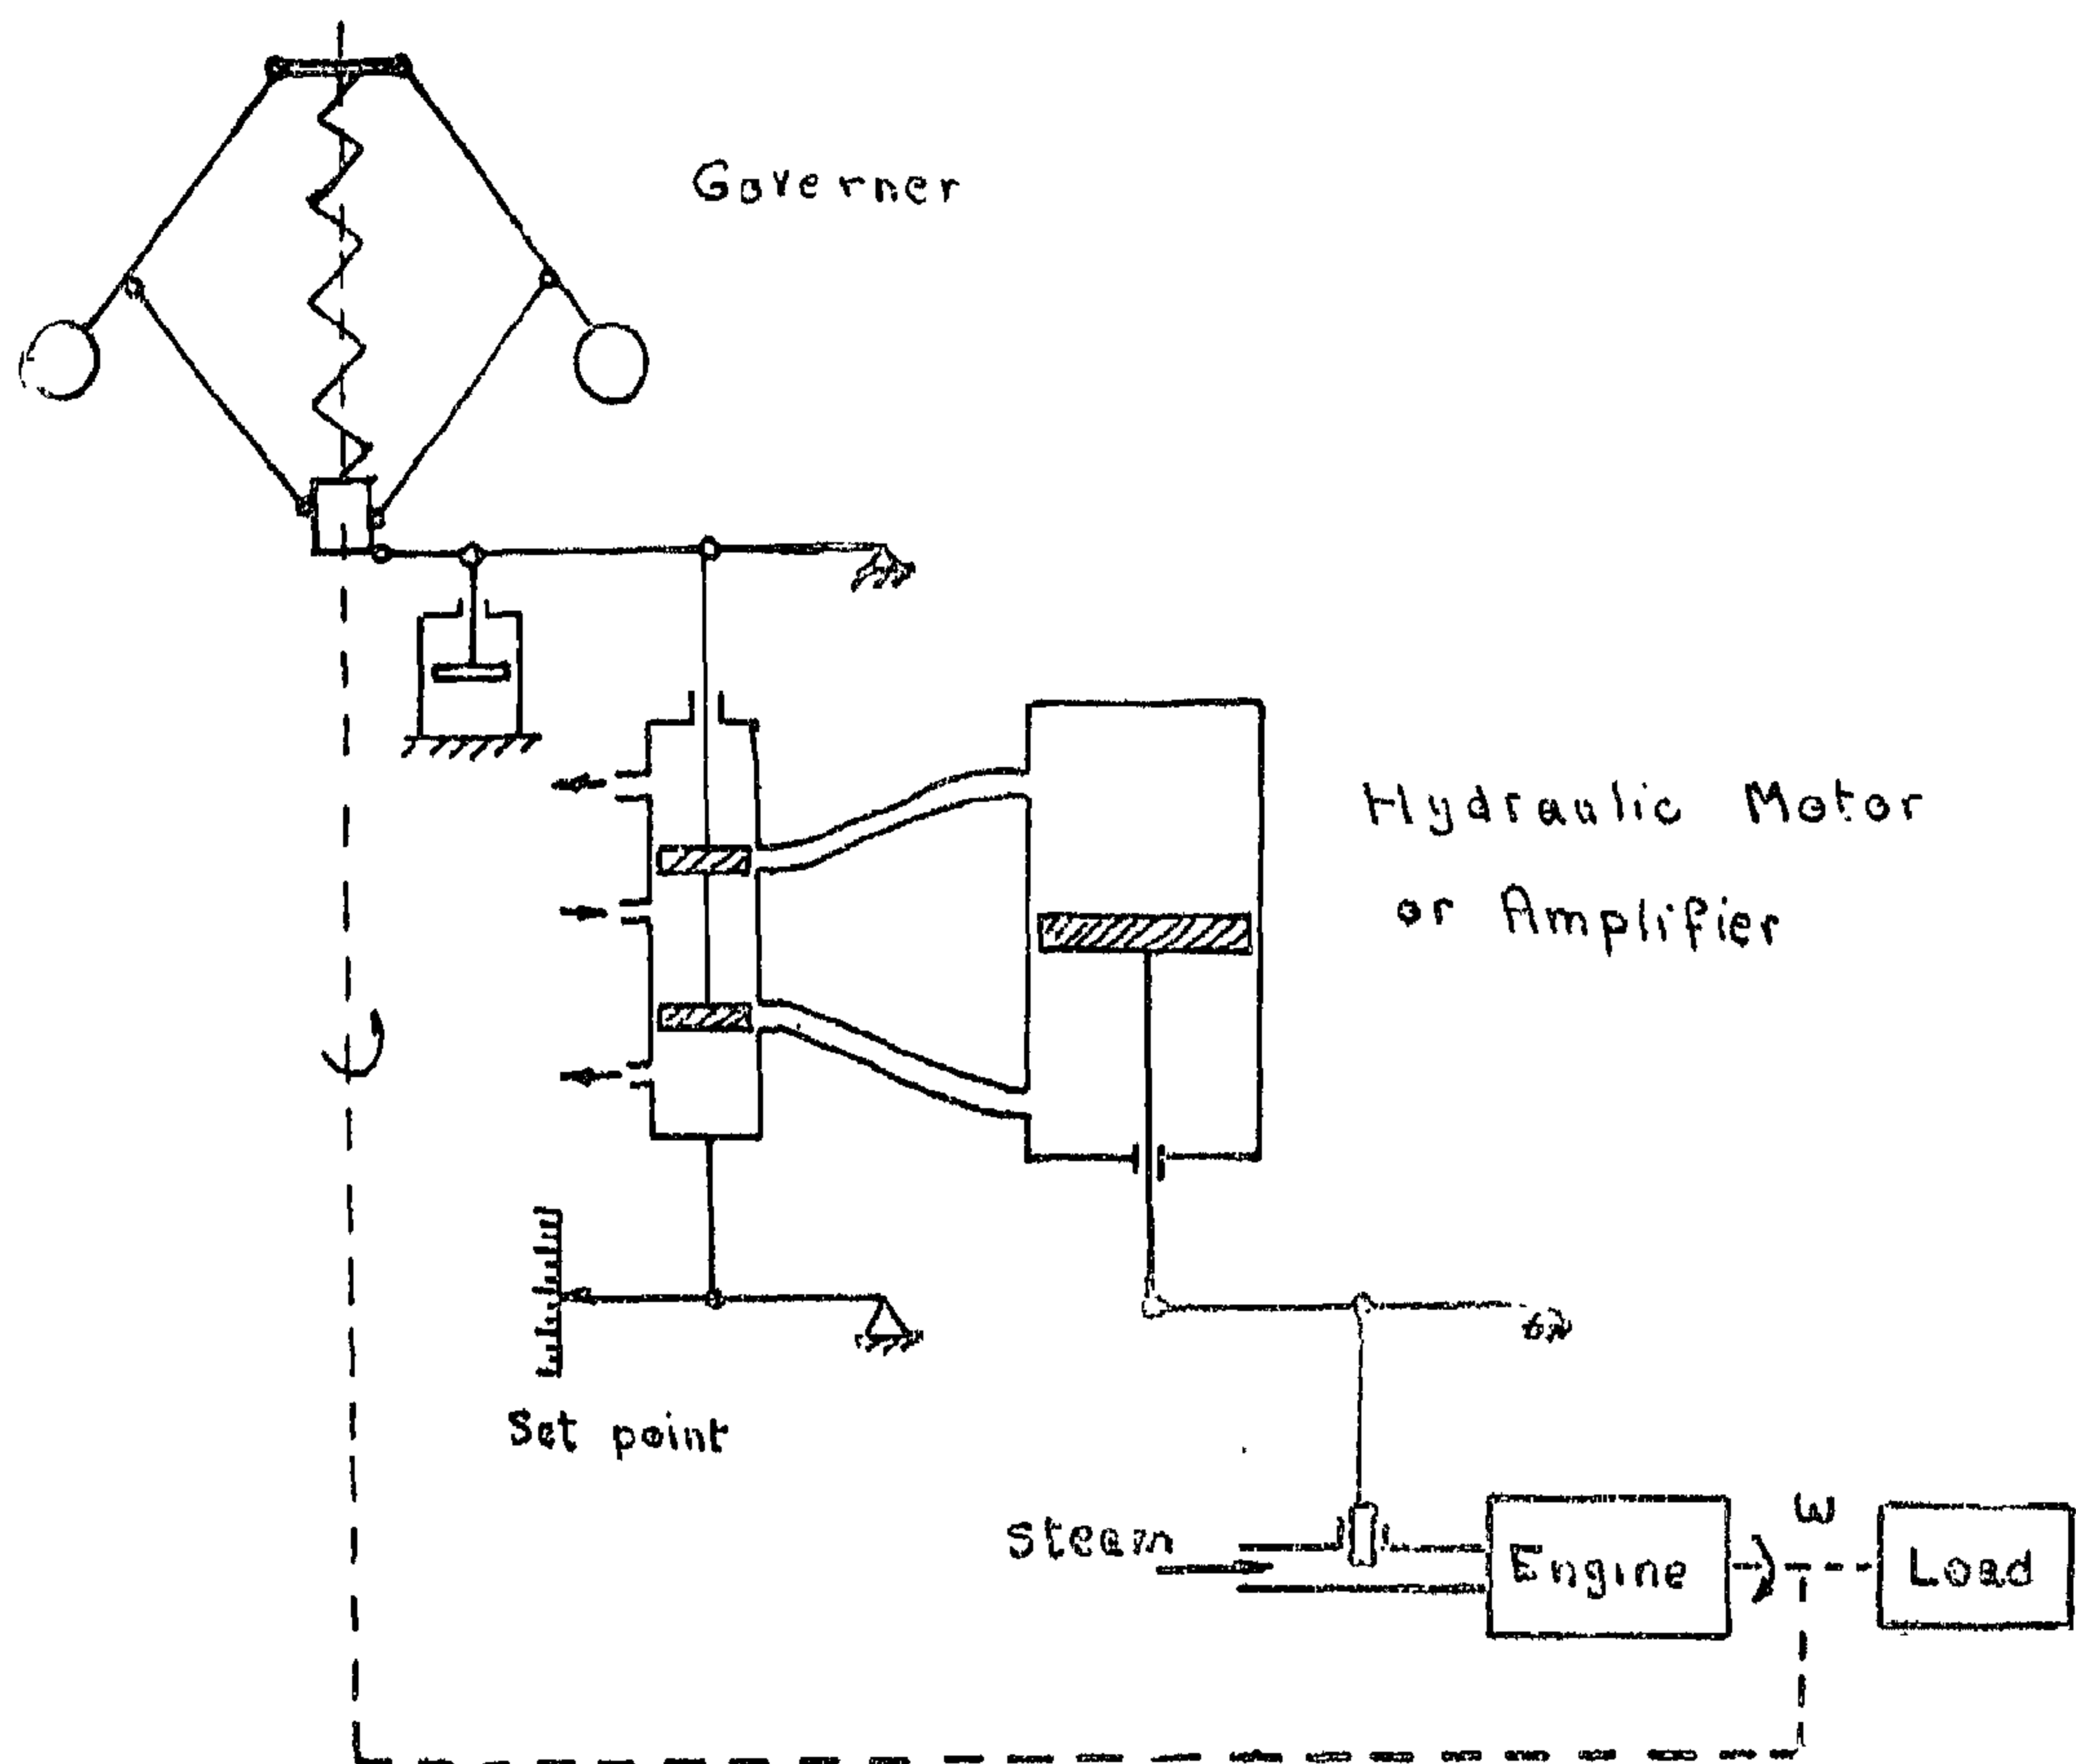 Governer
Hydraulic Motor
or Amplifier
Set point
Steam
Engine
ω
Load